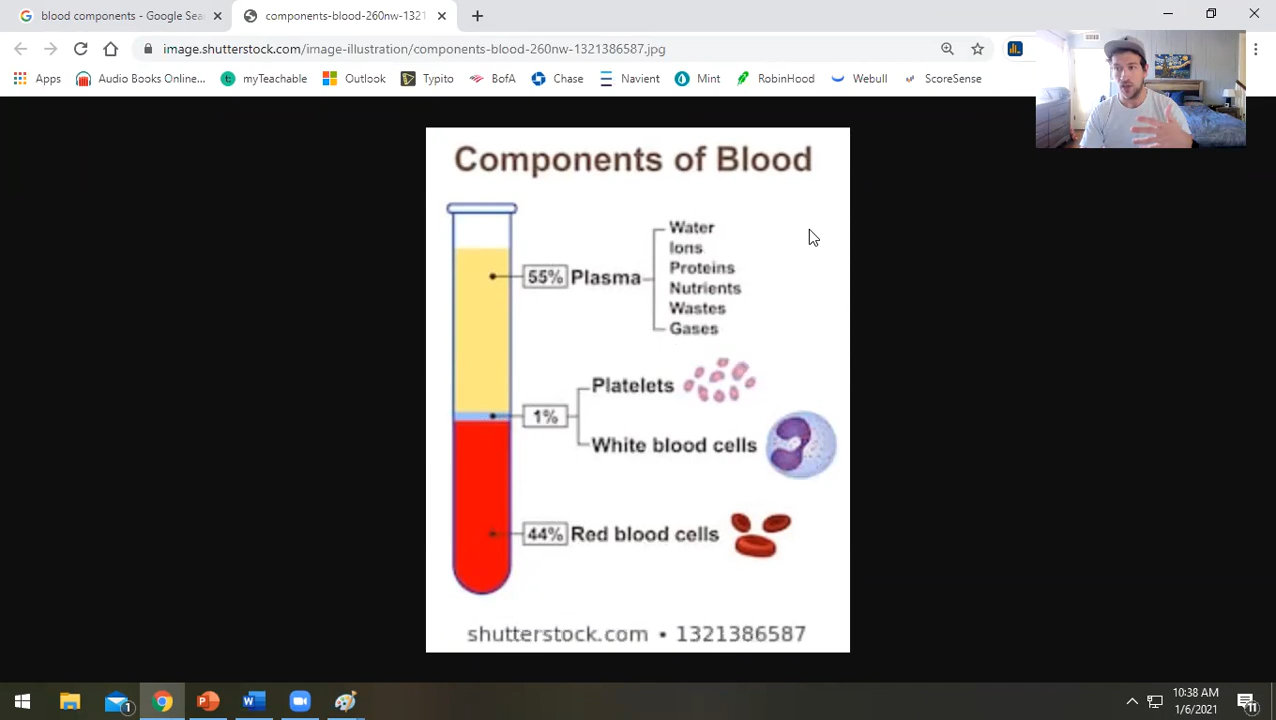 blood components - Google Sea
components-blood-260nw-1321
image.shutterstock.com/image-illustration/components-blood-260nw-1321386587.jpg
Apps
Audio Books Online...
myTeachable
Outlook
Typito
BofA
Chase
Navient
Mint
RobinHood
Webull
ScoreSense
Components of Blood
55% Plasma
Water
Ions
Proteins
Nutrients
Wastes
Gases
1%
Platelets
White blood cells
44% Red blood cells
shutterstock.com • 1321386587
1
10:38 AM
1/6/2021
11